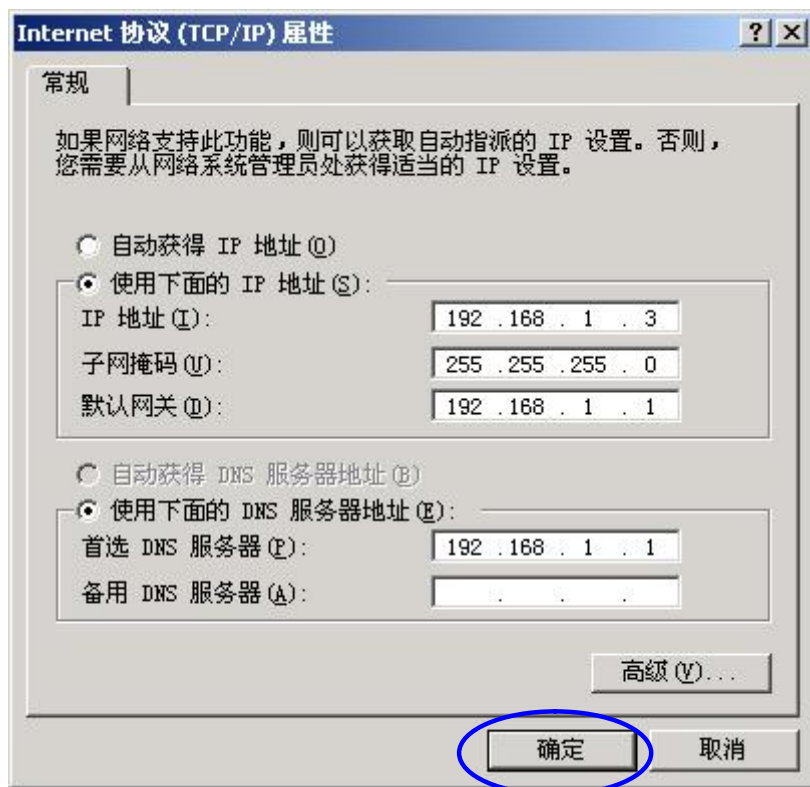 Internet 协议 (TCP/IP) 属性
常规
如果网络支持此功能，则可以获取自动指派的 IP 设置。否则，
您需要从网络系统管理员处获得适当的 IP 设置。
自动获得 IP 地址(O)
使用下面的 IP 地址(S):
IP 地址(I): 192 .168 . 1 . 3
子网掩码(U): 255 .255 .255 . 0
默认网关(D): 192 .168 . 1 . 1
自动获得 DNS 服务器地址(B)
使用下面的 DNS 服务器地址(E):
首选 DNS 服务器(P): 192 .168 . 1 . 1
备用 DNS 服务器(A): . . .
高级(V)...
确定 取消